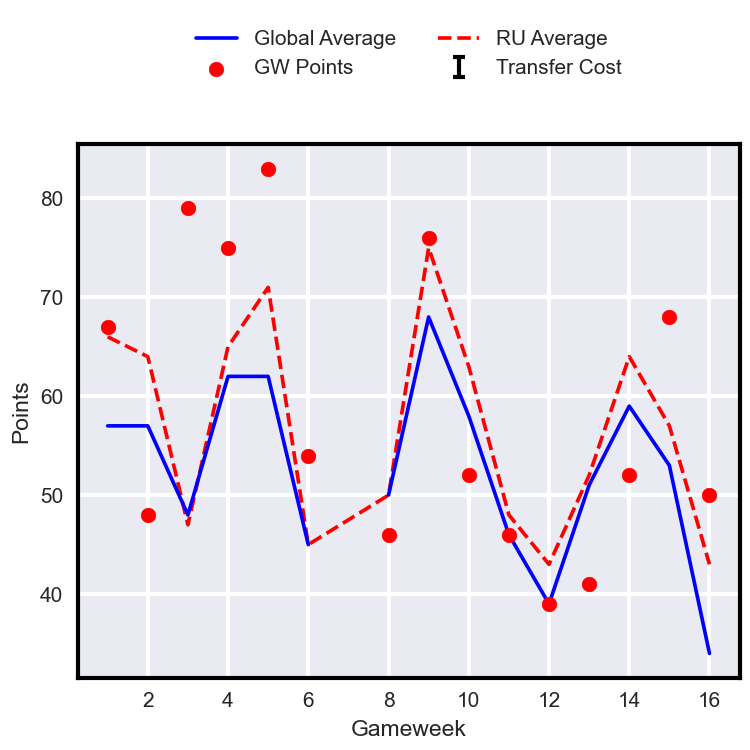 Global Average RU Average
GW Points Transfer Cost
80
70
60
50
40
Points
2 4 6 8 10 12 14 16
Gameweek